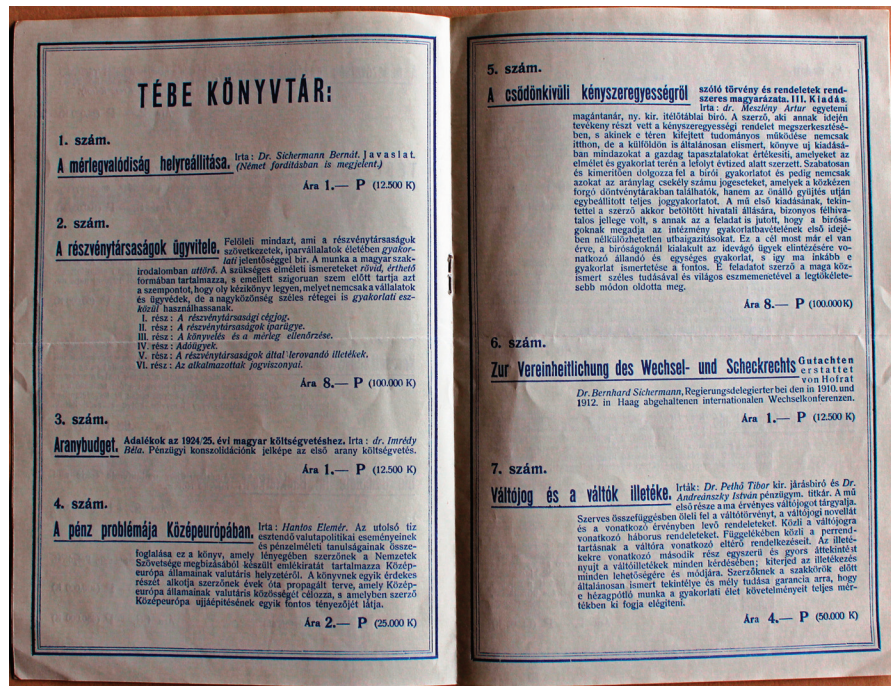 TÉBE KÖNYVTÁR:
1. szám.
A mérlegvalódiság helyreállítása. Irta: Dr. Sichermann Bernát. Javaslat.
(Német fordításban is megjelent.)
Ára 1.— P (12.500 K)
2. szám.
A részvénytársaságok ügyvitele. Felöleli mindazt, ami a részvénytársaságok
szövetkezetek, iparvállalatok életében gyakor-
lati jelentőséggel bir. A munka a magyar szak-
irodalomban uttörő. A szükséges elméleti ismereteket rövid, érthető
formában tartalmazza, s emellett szigoruan szem előtt tartja azt
a szempontot, hogy oly kézikönyv legyen, melyet nemcsak a vállalatok
és ügyvédek, de a nagyközönség széles rétegei is gyakorlati esz-
közül használhassanak.
I. rész: A részvénytársasági cégjog.
II. rész: A részvénytársaságok iparügye.
III. rész: A könyvelés és a mérleg ellenőrzése.
IV. rész: Adóügyek.
V. rész: A részvénytársaságok által lerovandó illetékek.
VI. rész: Az alkalmazottak jogviszonyai.
Ára 8.— P (100.000 K)
3. szám.
Aranybudget. Adalékok az 1924/25. évi magyar költségvetéshez. Irta: dr. Imrédy
Béla. Pénzügyi konszolidációnk jelképe az első arany költségvetés.
Ára 1.— P (12.500 K)
4. szám.
A pénz problémája Középeurópában. Irta: Hantos Elemér. Az utolsó tiz
esztendő valutapolitikai eseményeinek
és pénzelméleti tanulságainak össze-
foglalása ez a könyv, amely lényegében szerzőnek a Nemzetek
Szövetsége megbizásából készült emlékiratát tartalmazza Közép-
európa államainak valutáris helyzetéről. A könyvnek egyik érdekes
részét alkotja szerzőnek évek óta propagált terve, amely Közép-
európa államainak valutáris közösségét célozza, s amelyben szerző
Középeurópa ujjáépitésének egyik fontos tényezőjét látja.
Ára 2.— P (25.000 K)
5. szám.
A csődönkivüli kényszeregyességről szóló törvény és rendeletek rend-
szeres magyarázata. III. Kiadás.
Irta: dr. Meszlény Artur egyetemi
magántanár, ny. kir. itélőtáblai biró. A szerző, aki annak idején
tevékeny részt vett a kényszeregyességi rendelet megszerkesztésé-
ben, s akinek e téren kifejtett tudományos működése nemcsak
itthon, de a külföldön is általánosan elismert, könyve uj kiadásá-
ban mindazokat a gazdag tapasztalatokat értékesiti, amelyeket az
elmélet és gyakorlat terén a lefolyt évtized alatt szerzett. Szabatosan
és kimeritően dolgozza fel a birói gyakorlatot és pedig nemcsak
azokat az aránylag csekély számu jogeseteket, amelyek a közkézen
forgó döntvénytárakban találhatók, hanem az önálló gyüjtés utján
egybeállitott teljes joggyakorlatot. A mű első kiadásának, tekin-
tettel a szerző akkor betöltött hivatali állására, bizonyos félhiva-
talos jellege volt, s annak az a feladat is jutott, hogy a birósá-
goknak megadja az intézmény gyakorlatbavételének első idejé-
ben nélkülözhetetlen utbaigazitásokat. Ez a cél most már el van
érve, a biróságoknál kialakult az idevágó ügyek elintézésére vo-
natkozó állandó és egységes gyakorlat, s igy ma inkább e
gyakorlat ismertetése a fontos. E feladatot szerző a maga köz-
ismert széles tudásával és világos eszmemenetével a legtökélete-
sebb módon oldotta meg.
Ára 8.— P (100.000 K)
6. szám.
Zur Vereinheitlichung des Wechsel- und Scheckrechts Gutachten
erstattet
von Hofrat
Dr. Bernhard Sichermann, Regierungsdelegierter bei den in 1910. und
1912. in Haag abgehaltenen internationalen Wechselkonferenzen.
Ára 1.— P (12.500 K)
7. szám.
Váltójog és a váltók illetéke. Irták: Dr. Pethő Tibor kir. járásbiró és Dr.
Andreánszky István pénzügym. titkár. A mű
első része a ma érvényes váltójogot tárgyalja.
Szerves összefüggésben öleli fel a váltótörvényt, a váltójogi novellát
és a vonatkozó érvényben levő rendeleteket. Közli a váltójogra
vonatkozó háborus rendeleteket. Függelékében közli a perrend-
tartásnak a váltóra vonatkozó eltérő rendelkezéseit. Az illeté-
kekre vonatkozó második rész egyszerű és gyors áttekintést
nyujt a váltóilletékek minden kérdésében; kiterjed az illetékezés
minden lehetőségére és módjára. Szerzőknek a szakkörök előtt
általánosan ismert tekintélye és mély tudása garancia arra, hogy
e hézagpótló munka a gyakorlati élet követelményeit teljes mér-
tékben ki fogja elégiteni.
Ára 4.— P (50.000 K)